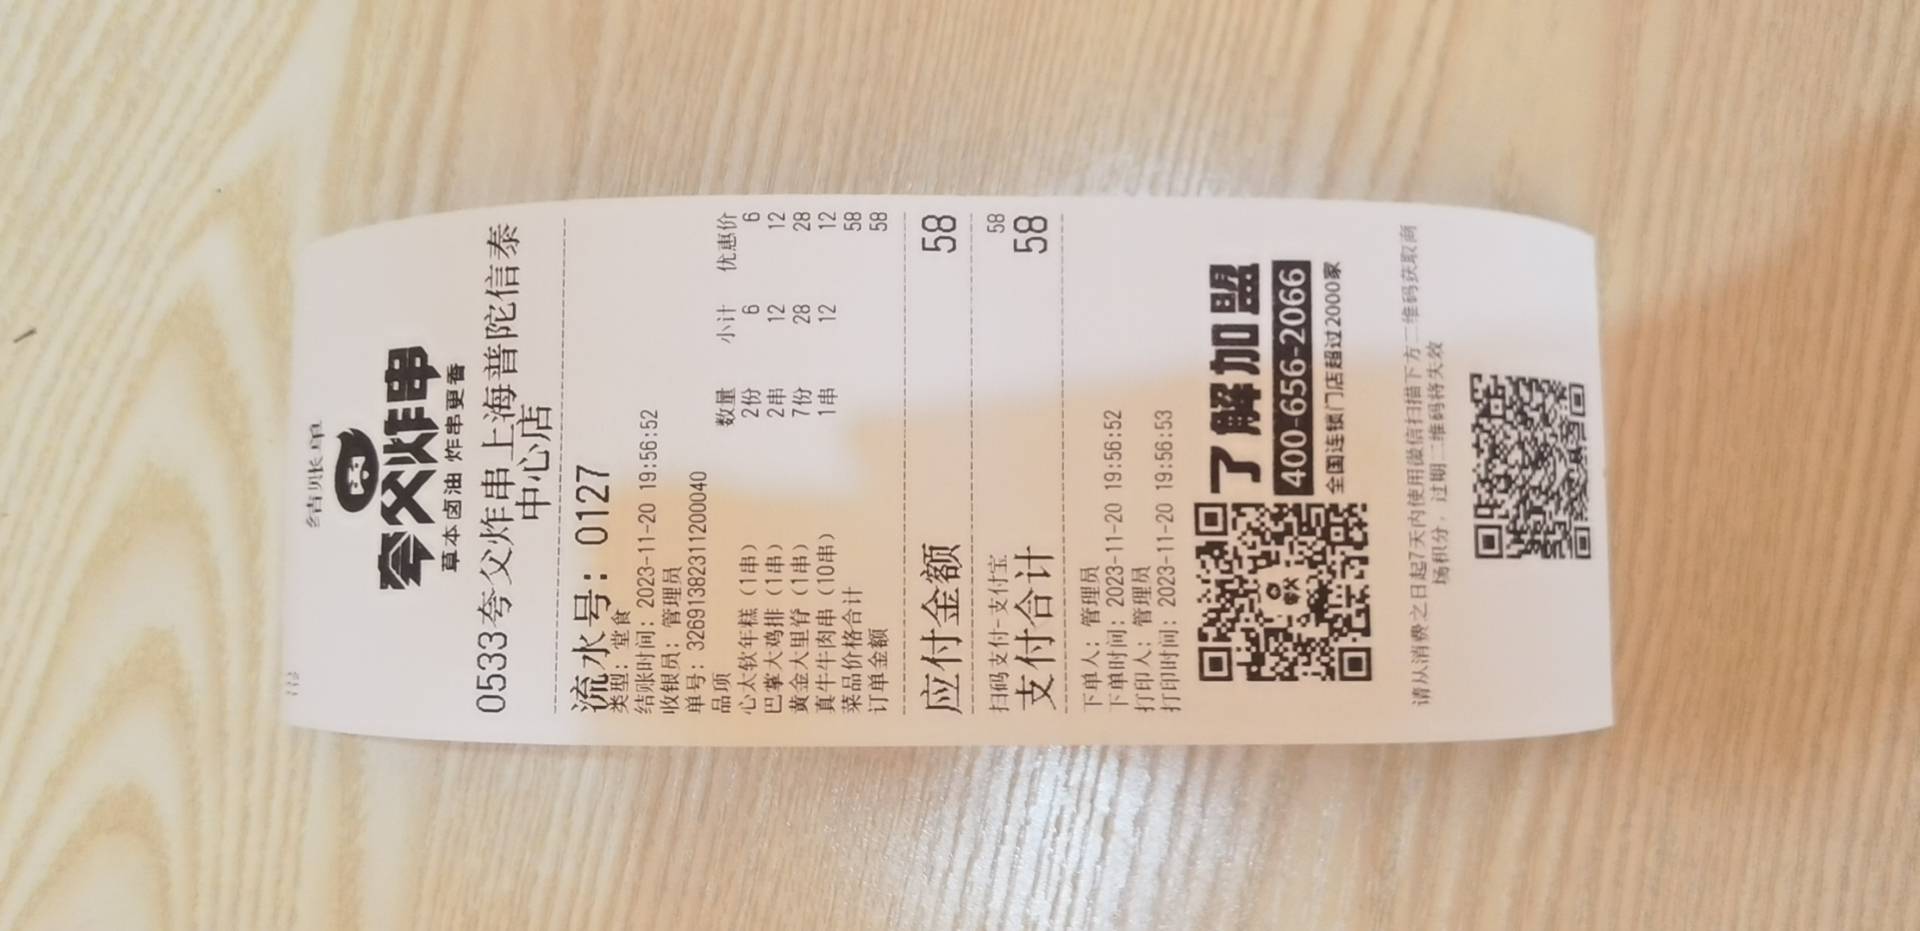 结账单
夸父炸串
草本卤油 炸串更香
0533夸父炸串上海普陀信泰
中心店
流水号: 0127
类型: 堂食
结账时间: 2023-11-20 19:56:52
收银员: 管理员
单号: 32691382311200040
品项 数量 小计 优惠价
心太软年糕（1串） 2份 6 6
巴掌大鸡排（1串） 2串 12 12
黄金大里脊（1串） 7份 28 28
真牛牛肉串（10串） 1串 12 12
菜品价格合计 58
订单金额 58
应付金额 58
扫码支付-支付宝 58
支付合计 58
下单人: 管理员
下单时间: 2023-11-20 19:56:52
打印人: 管理员
打印时间: 2023-11-20 19:56:53
了解加盟
400-656-2066
全国连锁门店超过2000家
夸父
请从消费之日起7天内使用微信扫描下方二维码获取商
场积分，过期二维码将失效